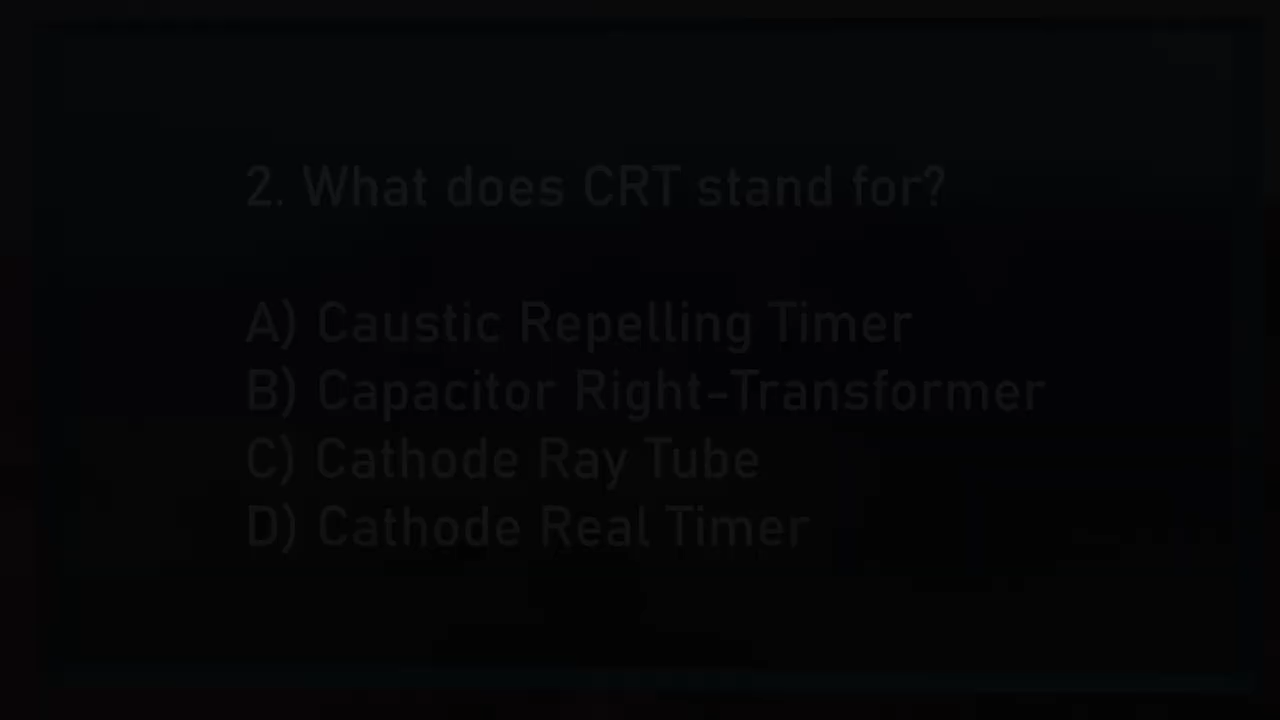 2. What does CRT stand for?
A) Caustic Repelling Timer
B) Capacitor Right-Transformer
C) Cathode Ray Tube
D) Cathode Real Timer